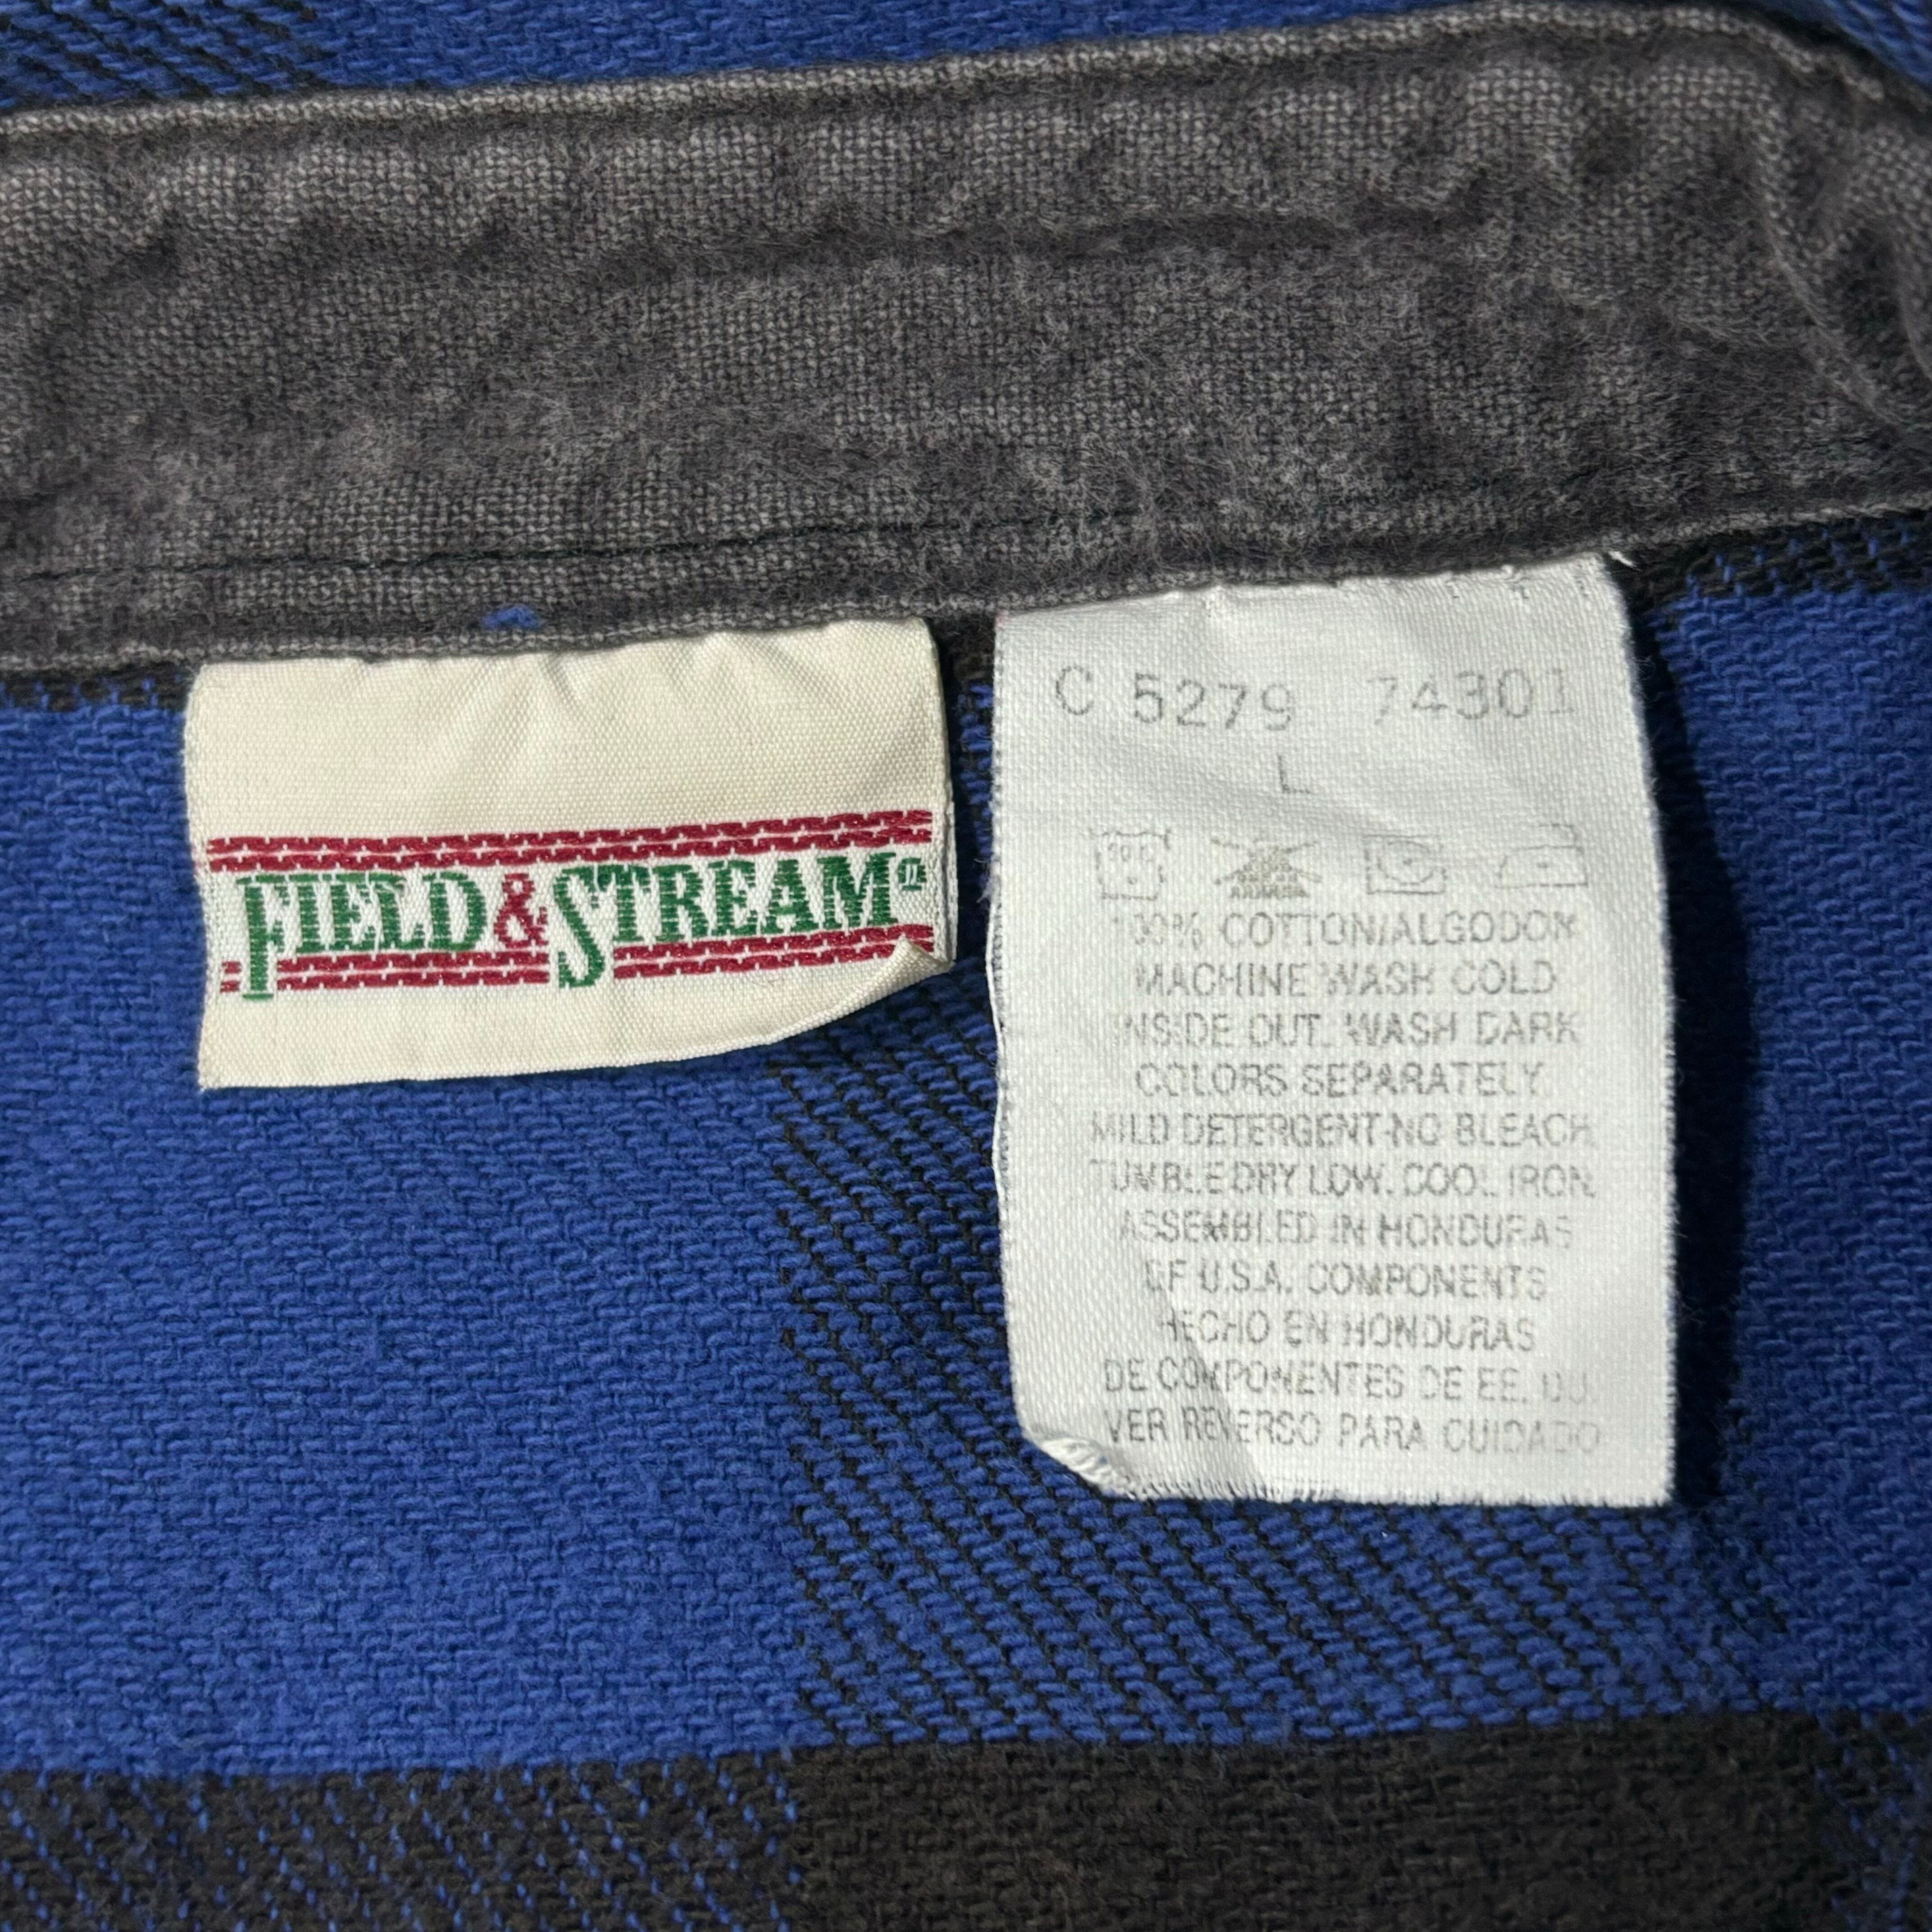 FIELD & STREAM
C 5279 74301
L
100% COTTON/ALGODON
MACHINE WASH COLD
INSIDE OUT. WASH DARK
COLORS SEPARATELY.
MILD DETERGENT-NO BLEACH.
TUMBLE DRY LOW. COOL IRON.
ASSEMBLED IN HONDURAS
OF U.S.A. COMPONENTS
HECHO EN HONDURAS
DE COMPONENTES DE EE. UU.
VER REVERSO PARA CUIDADO